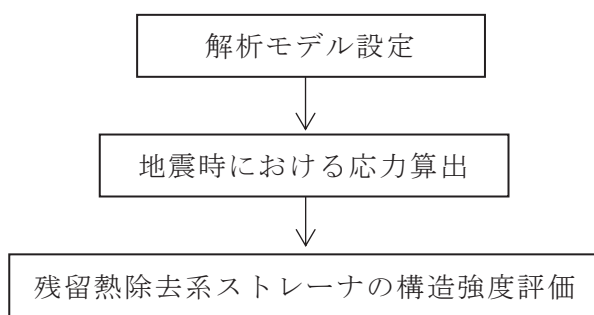 解析モデル設定
地震時における応力算出
残留熱除去系ストレーナの構造強度評価